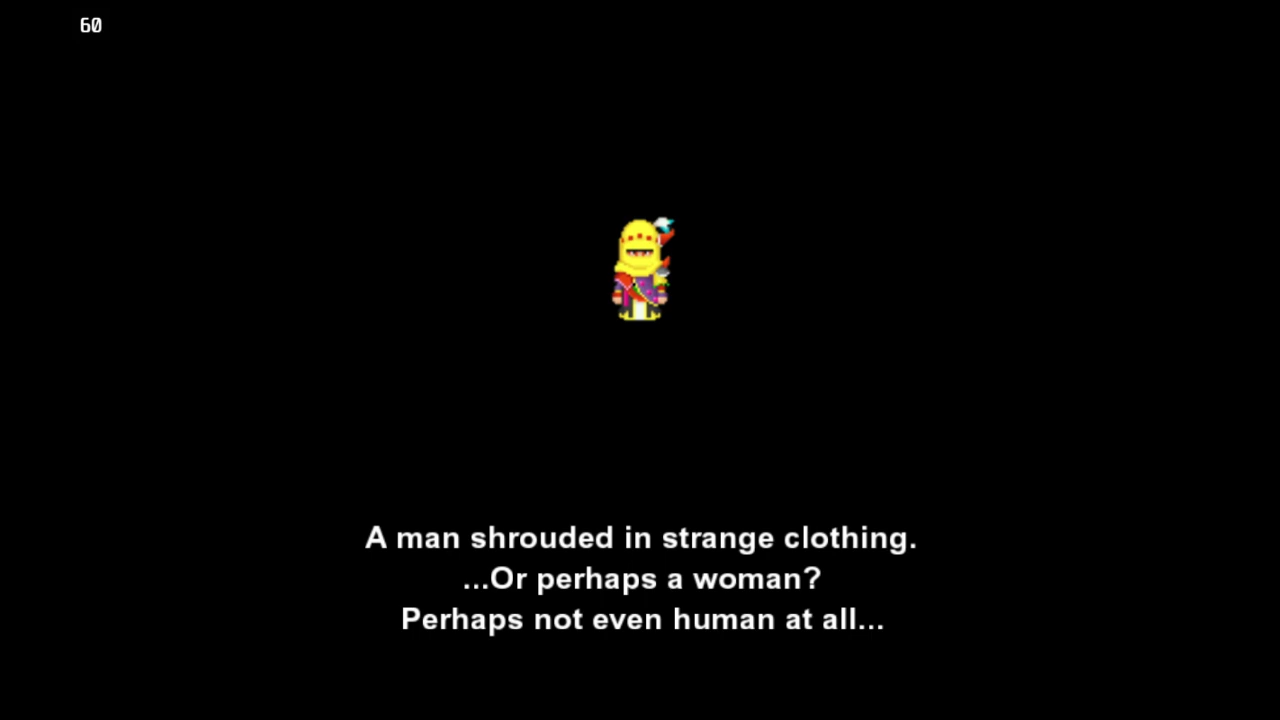 60
A man shrouded in strange clothing.
...Or perhaps a woman?
Perhaps not even human at all...